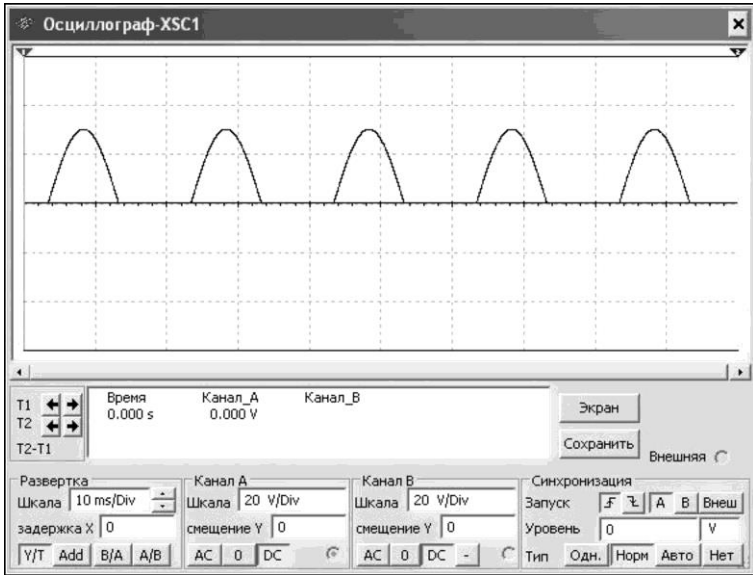 Осциллограф-XSC1
1 2
T1
T2
T2-T1
Время Канал_A Канал_B
0.000 s 0.000 V
Экран
Сохранить
Внешняя
Развертка
Шкала 10 ms/Div
задержка X 0
Y/T Add B/A A/B
Канал A
Шкала 20 V/Div
смещение Y 0
AC 0 DC
Канал B
Шкала 20 V/Div
смещение Y 0
AC 0 DC -
Синхронизация
Запуск A B Внеш
Уровень 0 V
Тип Одн. Норм Авто Нет